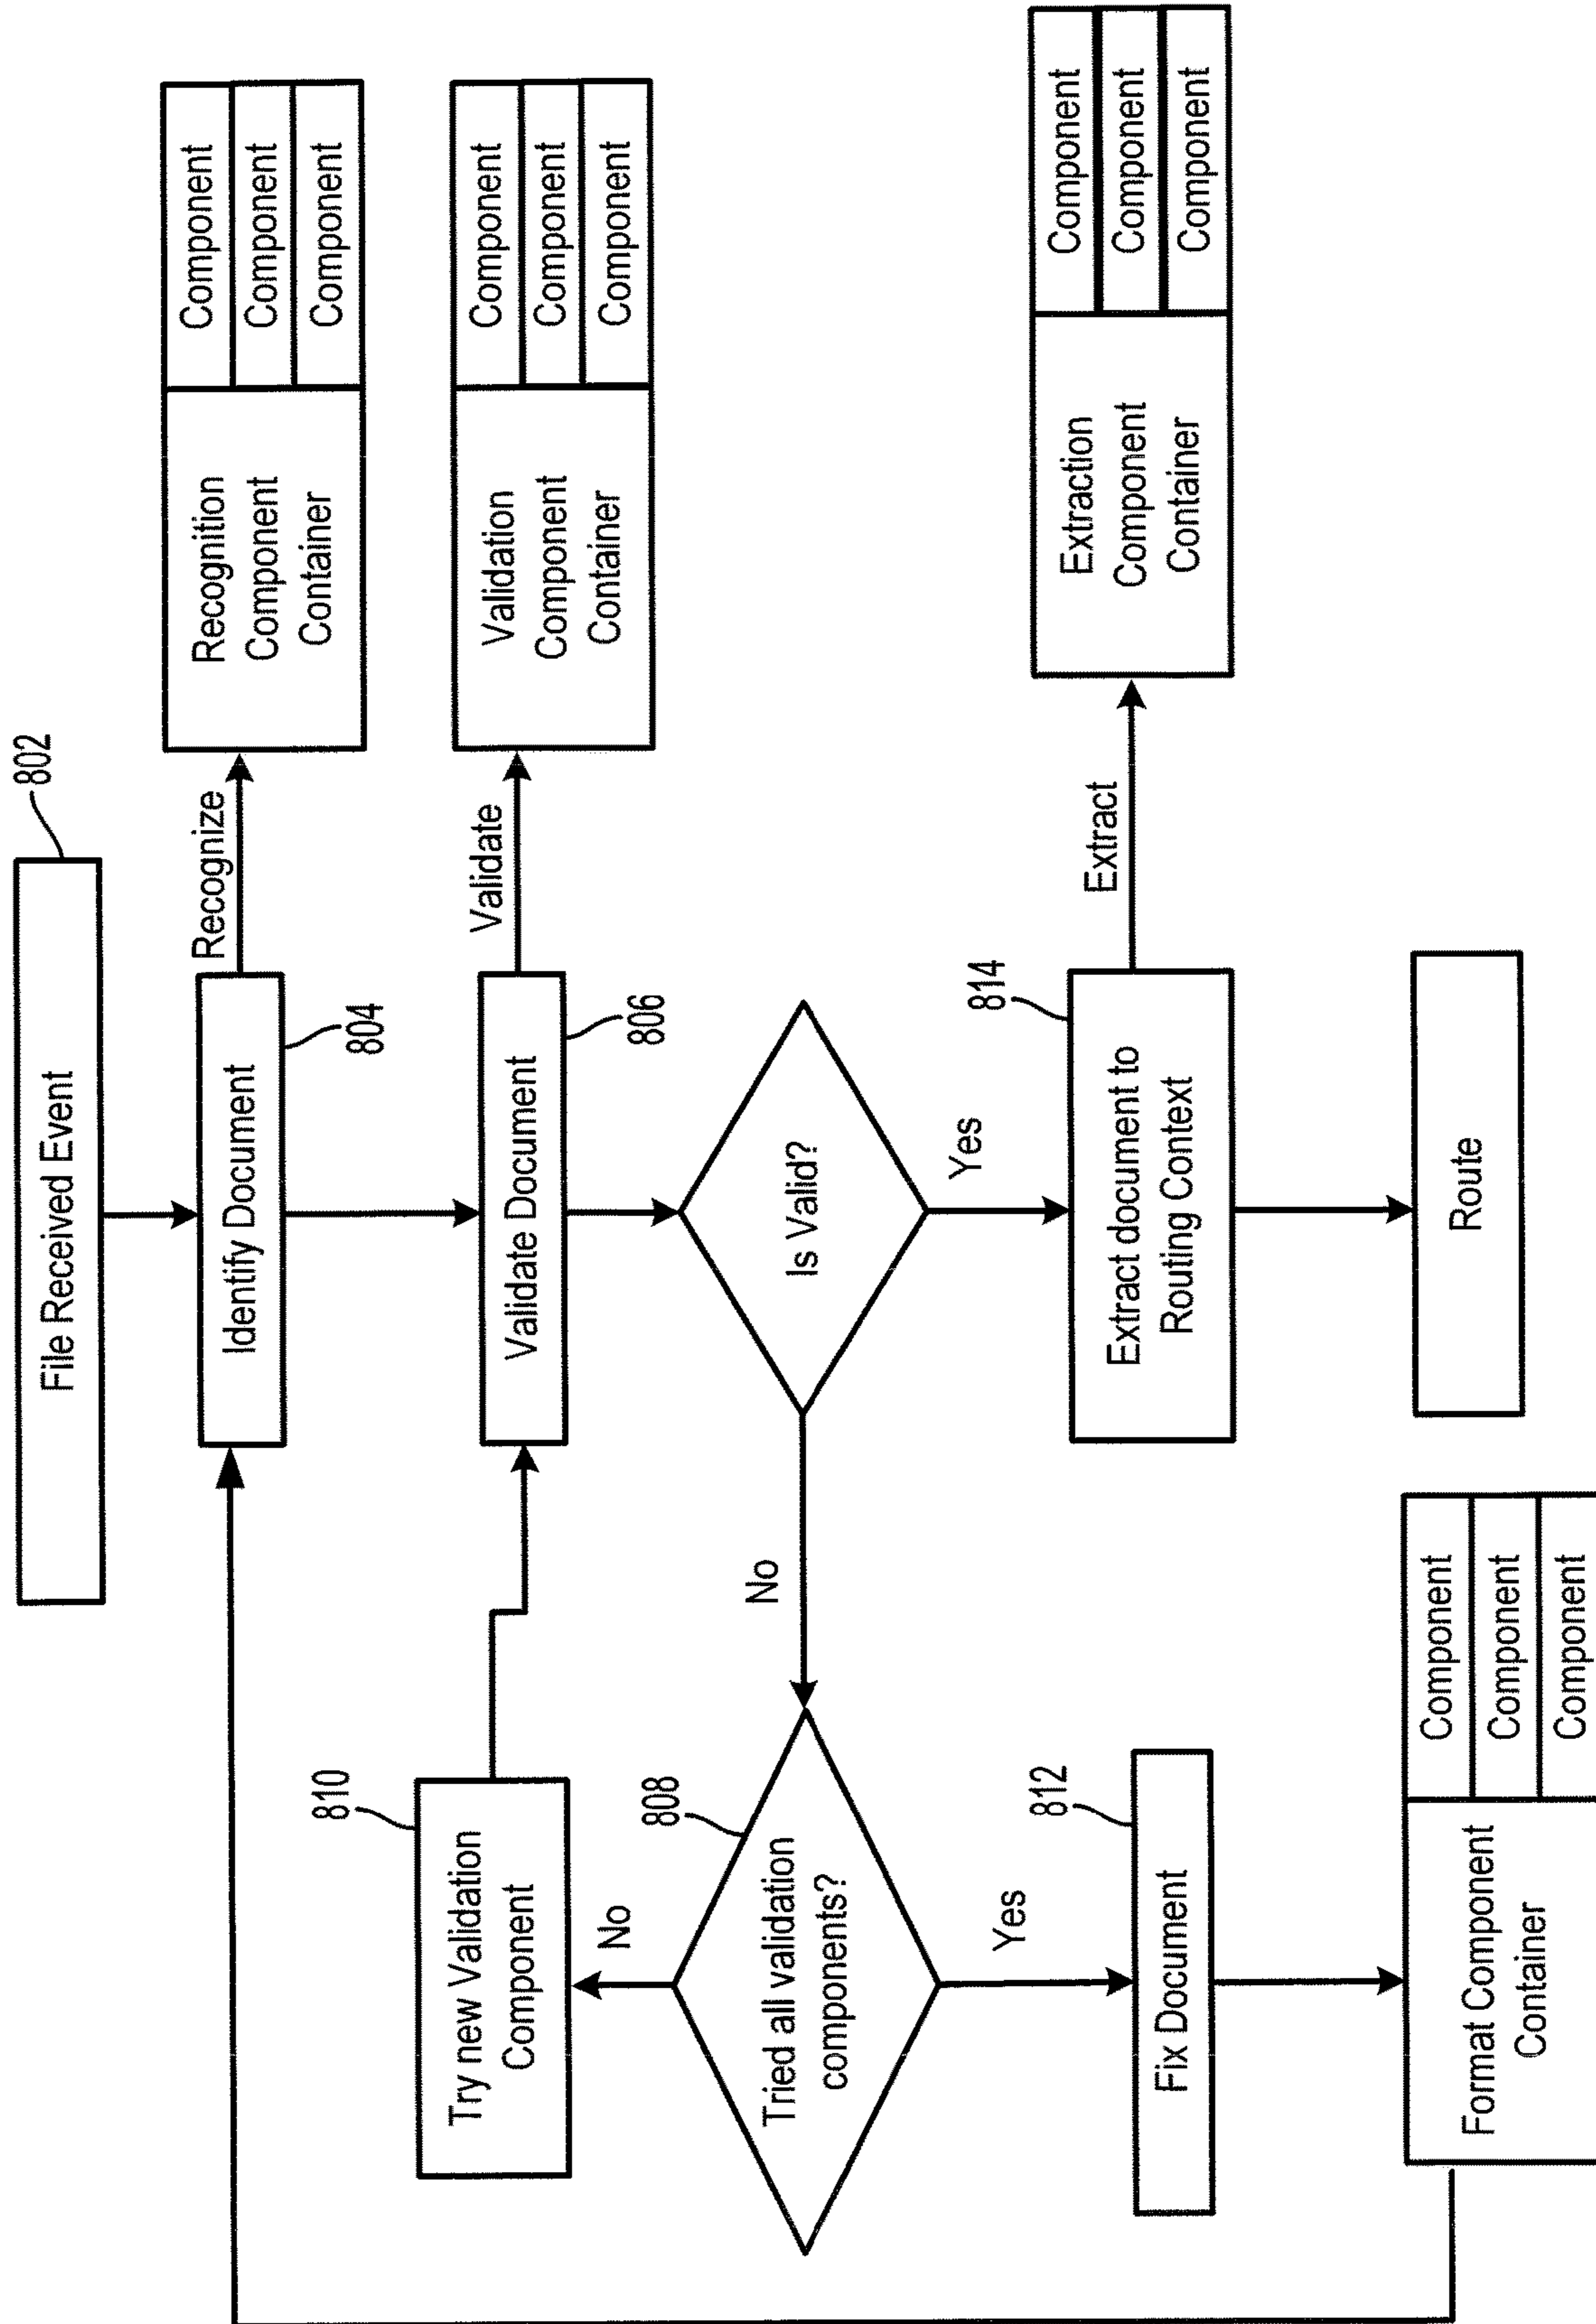 802
File Received Event
Identify Document
804
Recognize
Recognition
Component
Container
Component
Component
Component
Validate Document
806
Validate
Validation
Component
Container
Component
Component
Component
Is Valid?
Yes
No
810
Try new Validation
Component
No
808
Tried all validation
components?
Yes
812
Fix Document
Format Component
Container
Component
Component
Component
814
Extract document to
Routing Context
Extract
Extraction
Component
Container
Component
Component
Component
Route